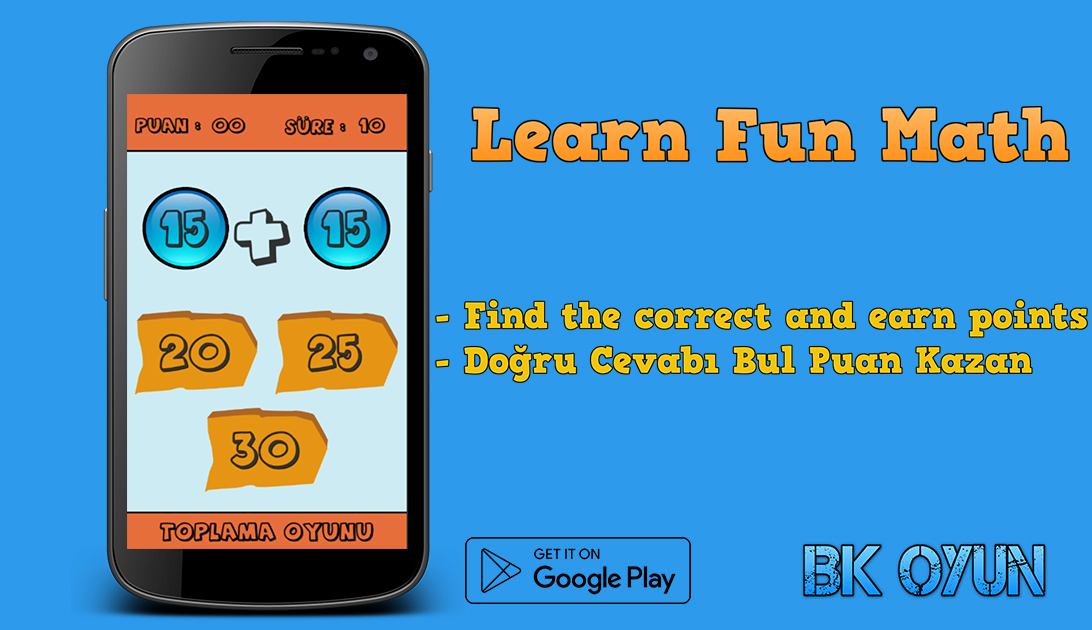 PUAN : 00 SÜRE : 10
15 + 15
20 25
30
TOPLAMA OYUNU
Learn Fun Math
- Find the correct and earn points
- Doğru Cevabı Bul Puan Kazan
GET IT ON
Google Play
BK OYUN